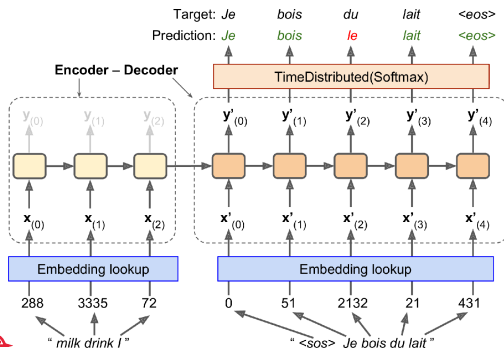 Target: Je bois du lait <eos>
Prediction: Je bois le lait <eos>
Encoder – Decoder
TimeDistributed(Softmax)
y(0) y(1) y(2) y'(0) y'(1) y'(2) y'(3) y'(4)
x(0) x(1) x(2) x'(0) x'(1) x'(2) x'(3) x'(4)
Embedding lookup Embedding lookup
288 3335 72 0 51 2132 21 431
“ milk drink I ” “ <sos> Je bois du lait ”